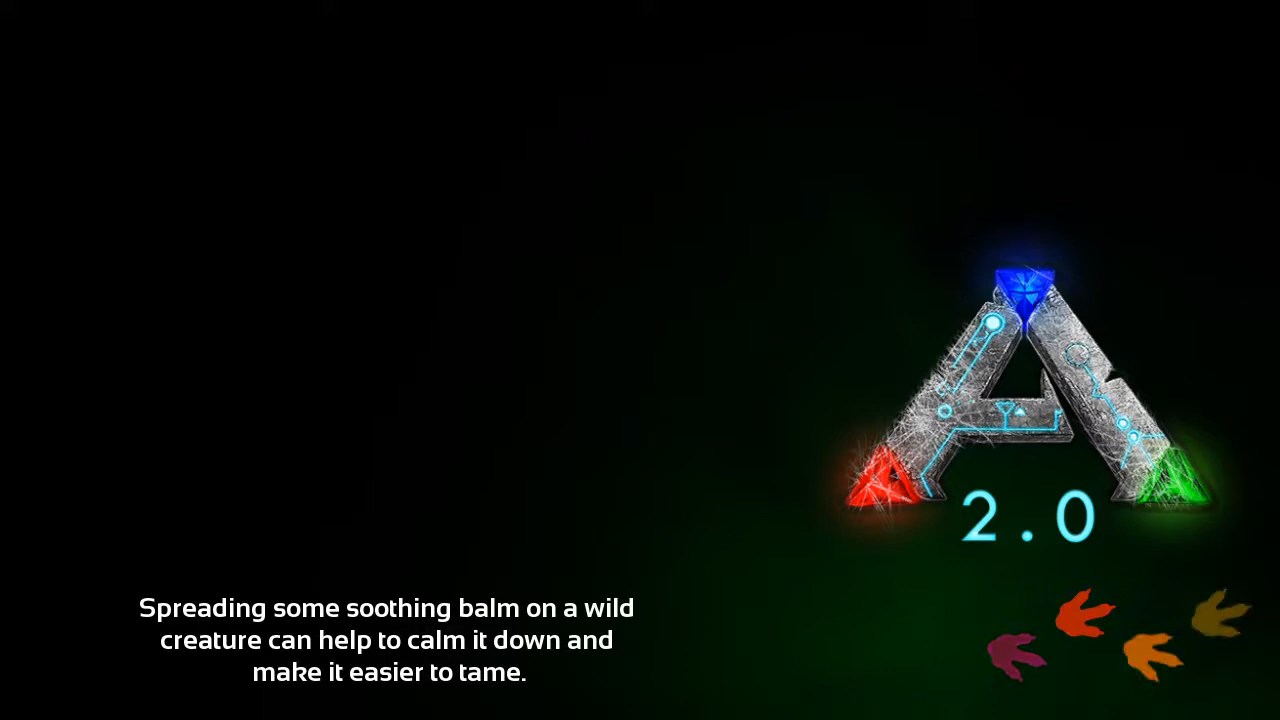 2.0
Spreading some soothing balm on a wild
creature can help to calm it down and
make it easier to tame.